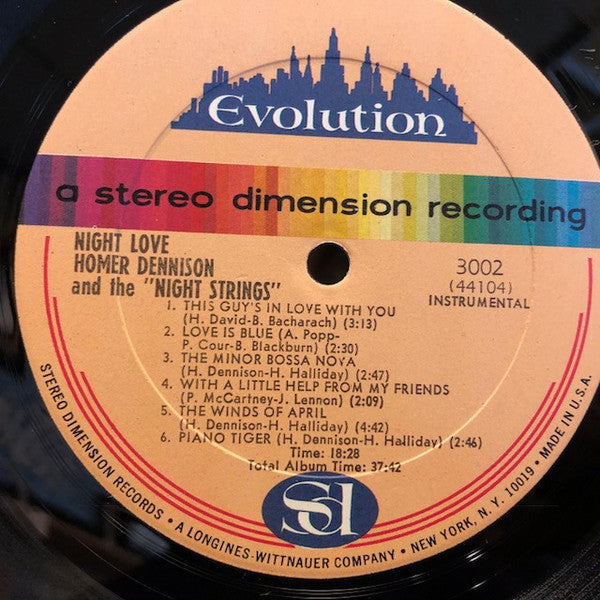 Evolution
a stereo dimension recording
NIGHT LOVE
HOMER DENNISON
and the "NIGHT STRINGS"
3002
(44104)
INSTRUMENTAL
1. THIS GUY'S IN LOVE WITH YOU
(H. David-B. Bacharach) (3:13)
2. LOVE IS BLUE (A. Popp-
P. Cour-B. Blackburn) (2:30)
3. THE MINOR BOSSA NOVA
(H. Dennison-H. Halliday) (2:47)
4. WITH A LITTLE HELP FROM MY FRIENDS
(P. McCartney-J. Lennon) (2:09)
5. THE WINDS OF APRIL
(H. Dennison-H. Halliday) (4:42)
6. PIANO TIGER (H. Dennison-H. Halliday) (2:46)
Time: 18:28
Total Album Time: 37:42
Sd
STEREO DIMENSION RECORDS • A LONGINES-WITTNAUER COMPANY • NEW YORK, N. Y. 10019 • MADE IN U.S.A.